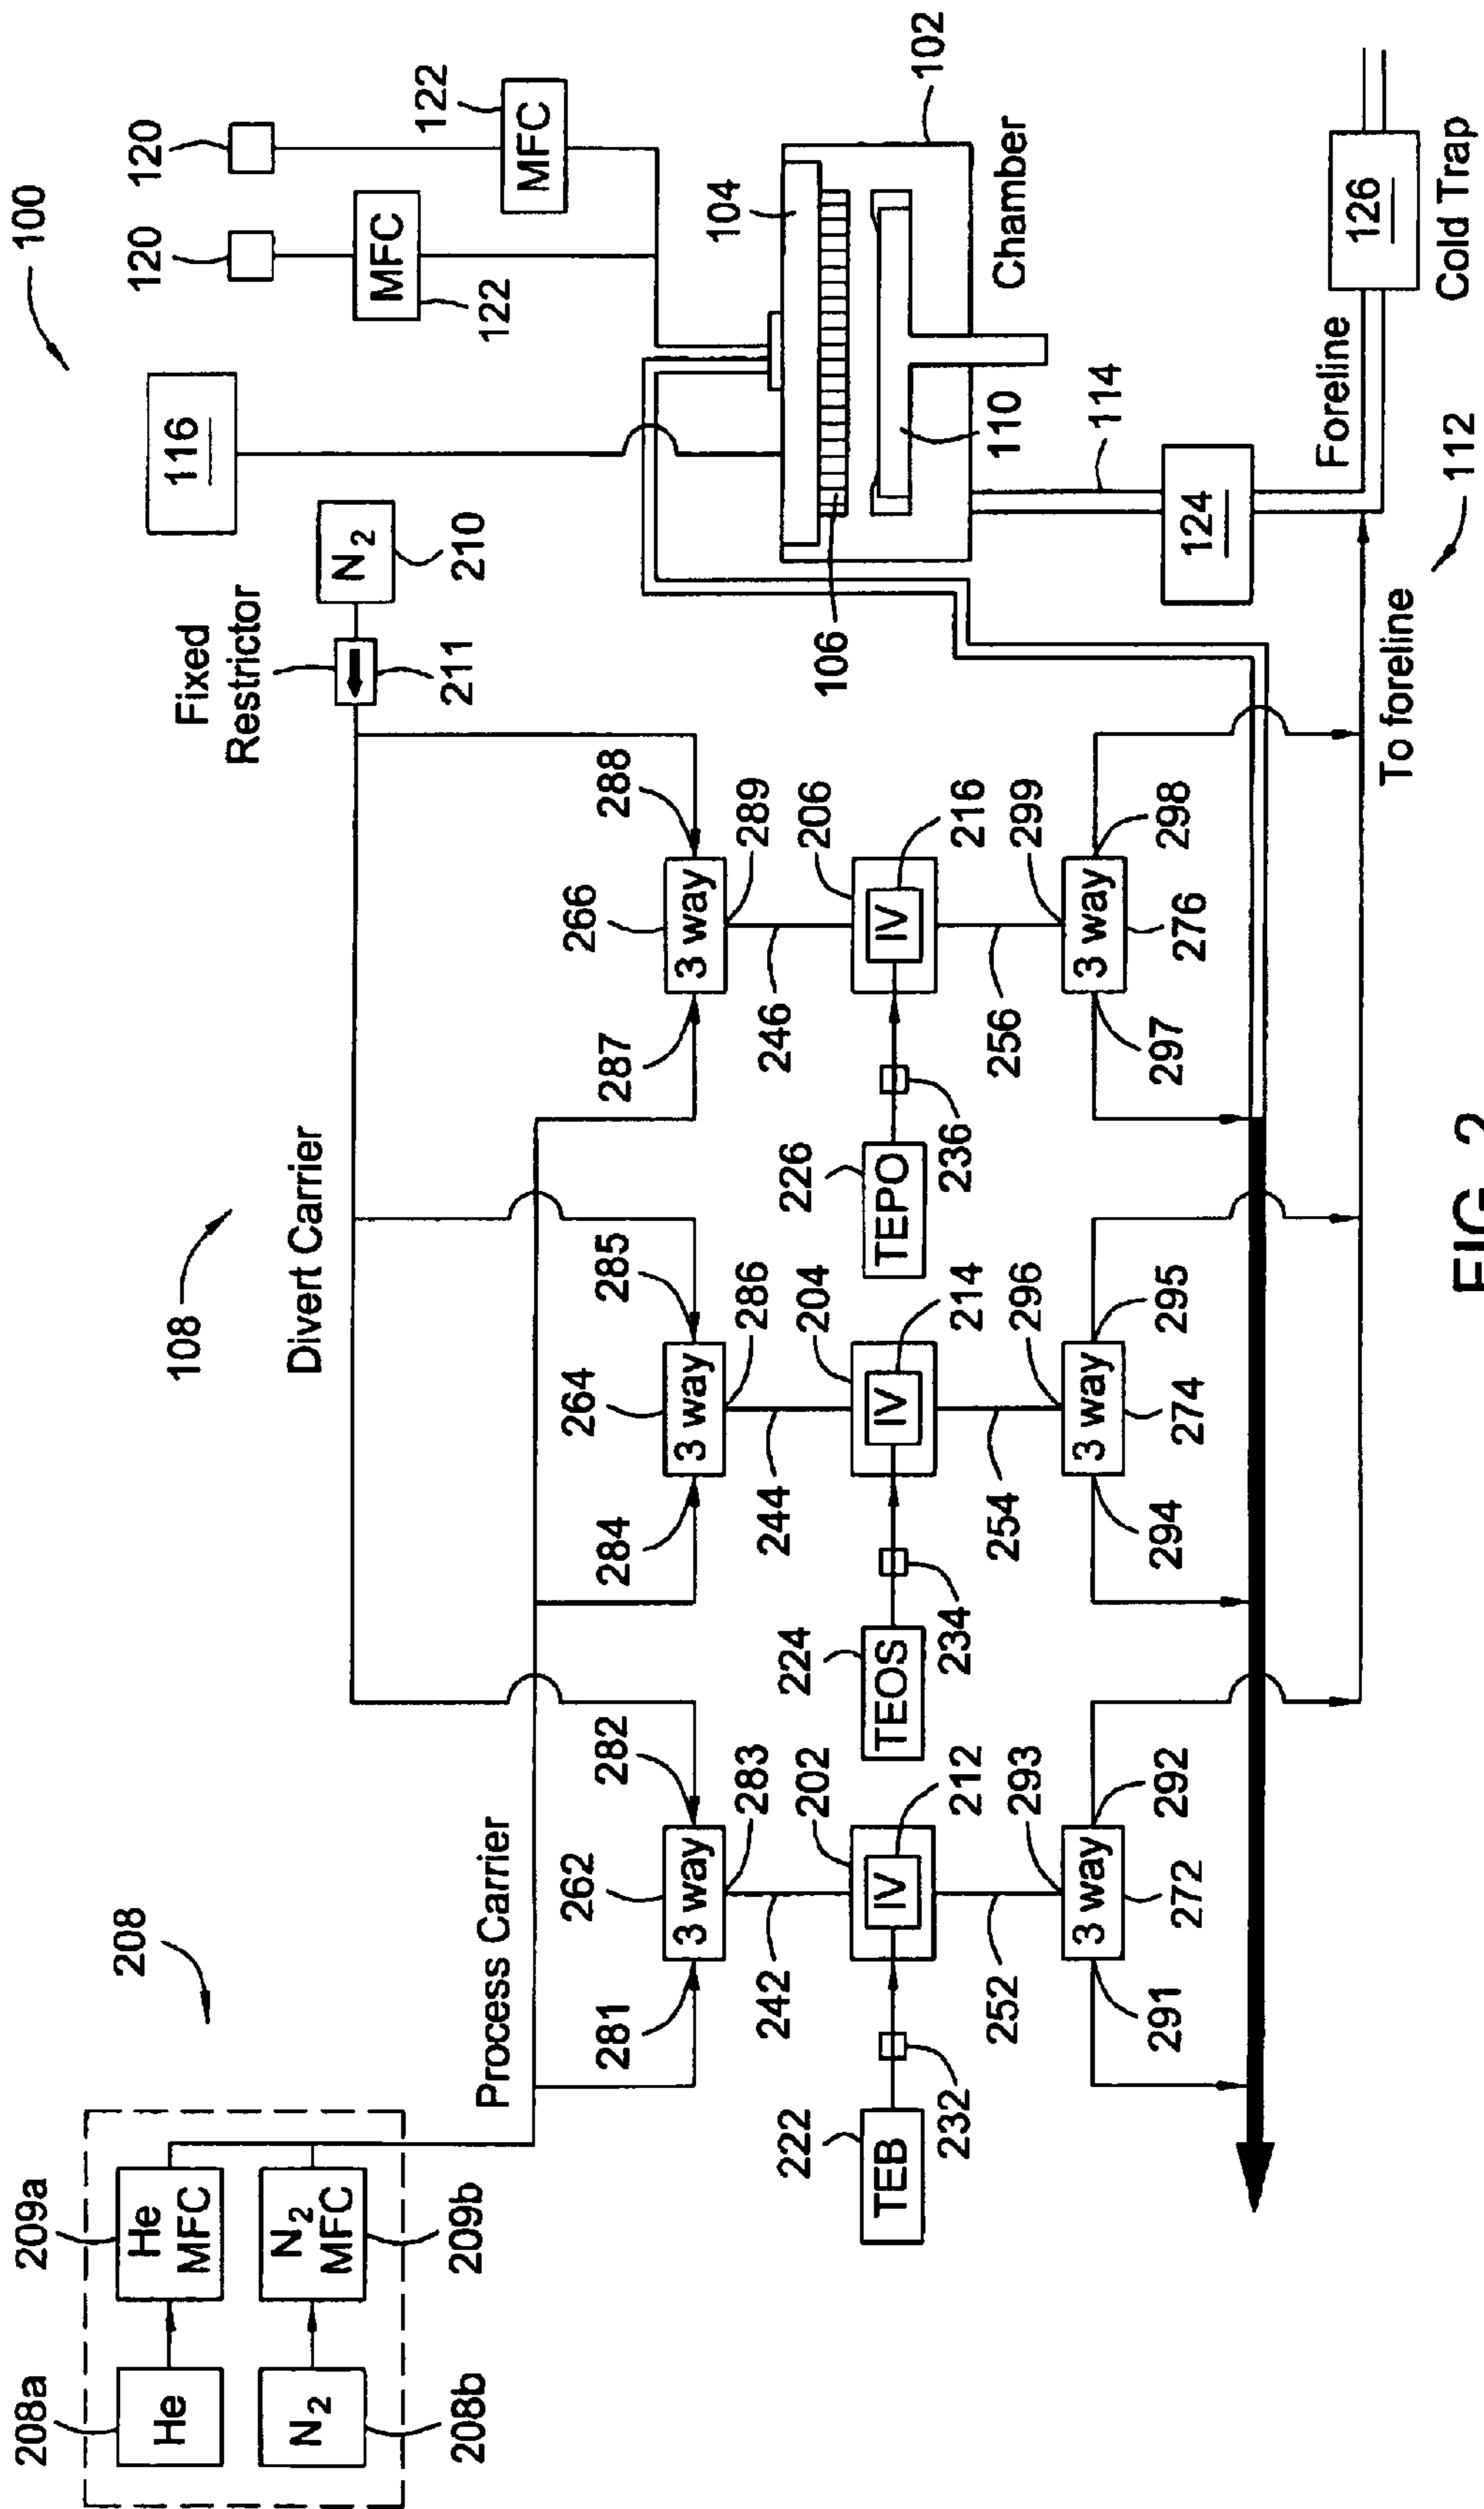 208
208a
He
209a
He
MFC
208b
N2
209b
N2
MFC
Process Carrier
108
Divert Carrier
Fixed
Restrictor
211
N2
210
100
116
120
120
MFC
122
MFC
122
281
262
3 way
282
283
284
264
3 way
285
286
287
266
3 way
288
289
242
244
246
222
TEB
232
202
IV
212
224
TEOS
234
204
IV
214
226
TEPO
236
206
IV
216
252
293
254
296
256
299
291
3 way
272
292
294
3 way
274
295
297
3 way
276
298
104
106
110
102
Chamber
114
124
To foreline
112
Foreline
126
Cold Trap